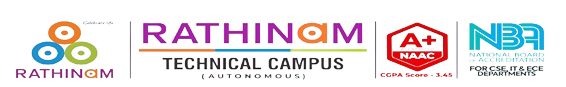 Celebrate Life
RATHINAM
RATHINAM
TECHNICAL CAMPUS
(AUTONOMOUS)
A+
NAAC
CGPA Score - 3.45
NBA
NATIONAL BOARD
of ACCREDITATION
FOR CSE, IT & ECE
DEPARTMENTS